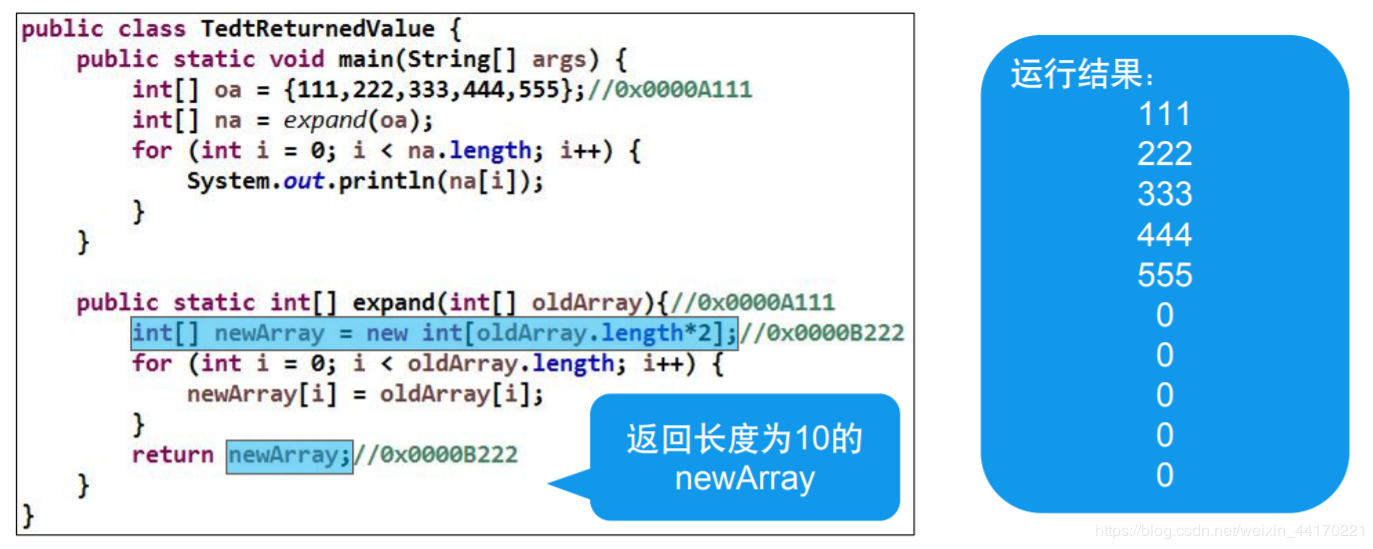 public class TedtReturnedValue {
public static void main(String[] args) {
int[] oa = {111,222,333,444,555};//0x0000A111
int[] na = expand(oa);
for (int i = 0; i < na.length; i++) {
System.out.println(na[i]);
}
}
public static int[] expand(int[] oldArray){//0x0000A111
int[] newArray = new int[oldArray.length*2];//0x0000B222
for (int i = 0; i < oldArray.length; i++) {
newArray[i] = oldArray[i];
}
return newArray;//0x0000B222
}
}
返回长度为10的
newArray
运行结果：
111
222
333
444
555
0
0
0
0
0
https://blog.csdn.net/weixin_44170221